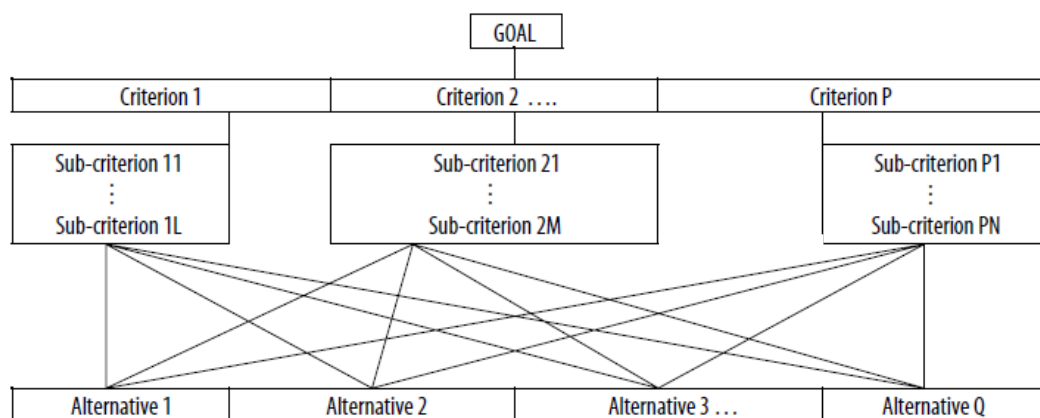 GOAL
Criterion 1 Criterion 2 .... Criterion P
Sub-criterion 11 Sub-criterion 21 Sub-criterion P1
⋮ ⋮ ⋮
Sub-criterion 1L Sub-criterion 2M Sub-criterion PN
Alternative 1 Alternative 2 Alternative 3 ... Alternative Q